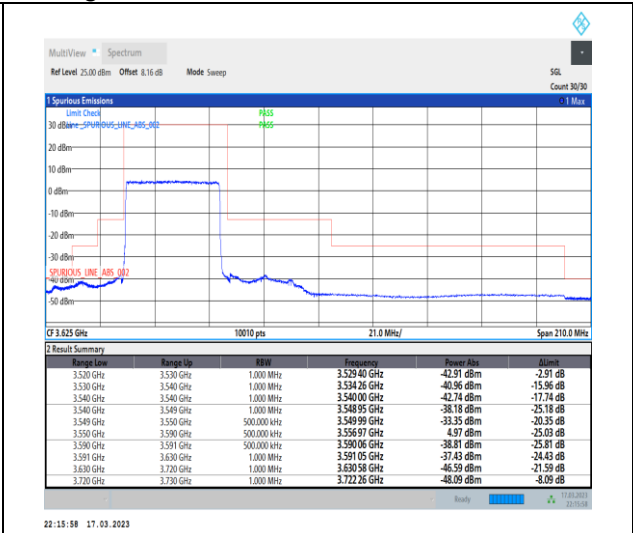 MultiView Spectrum
Ref Level 25.00 dBm Offset 8.16 dB Mode Sweep SGL
Count 30/30
1 Spurious Emissions 1 Max
Limit Check PASS
30 dBm Line _SPURIOUS_LINE_ABS_002 PASS
20 dBm
10 dBm
0 dBm
-10 dBm
-20 dBm
-30 dBm
SPURIOUS_LINE_ABS_002
-40 dBm
-50 dBm
CF 3.625 GHz 10010 pts 21.0 MHz/ Span 210.0 MHz
2 Result Summary
Range Low Range Up RBW Frequency Power Abs ΔLimit
3.520 GHz 3.530 GHz 1.000 MHz 3.529 40 GHz -42.91 dBm -2.91 dB
3.530 GHz 3.540 GHz 1.000 MHz 3.534 26 GHz -40.96 dBm -15.96 dB
3.540 GHz 3.540 GHz 1.000 MHz 3.540 00 GHz -42.74 dBm -17.74 dB
3.540 GHz 3.549 GHz 1.000 MHz 3.548 95 GHz -38.18 dBm -25.18 dB
3.549 GHz 3.550 GHz 500.000 kHz 3.549 99 GHz -33.35 dBm -20.35 dB
3.550 GHz 3.590 GHz 500.000 kHz 3.556 97 GHz 4.97 dBm -25.03 dB
3.590 GHz 3.591 GHz 500.000 kHz 3.590 06 GHz -38.81 dBm -25.81 dB
3.591 GHz 3.630 GHz 1.000 MHz 3.591 05 GHz -37.43 dBm -24.43 dB
3.630 GHz 3.720 GHz 1.000 MHz 3.630 58 GHz -46.59 dBm -21.59 dB
3.720 GHz 3.730 GHz 1.000 MHz 3.722 26 GHz -48.09 dBm -8.09 dB
Ready 17.03.2023
22:15:58
22:15:58 17.03.2023